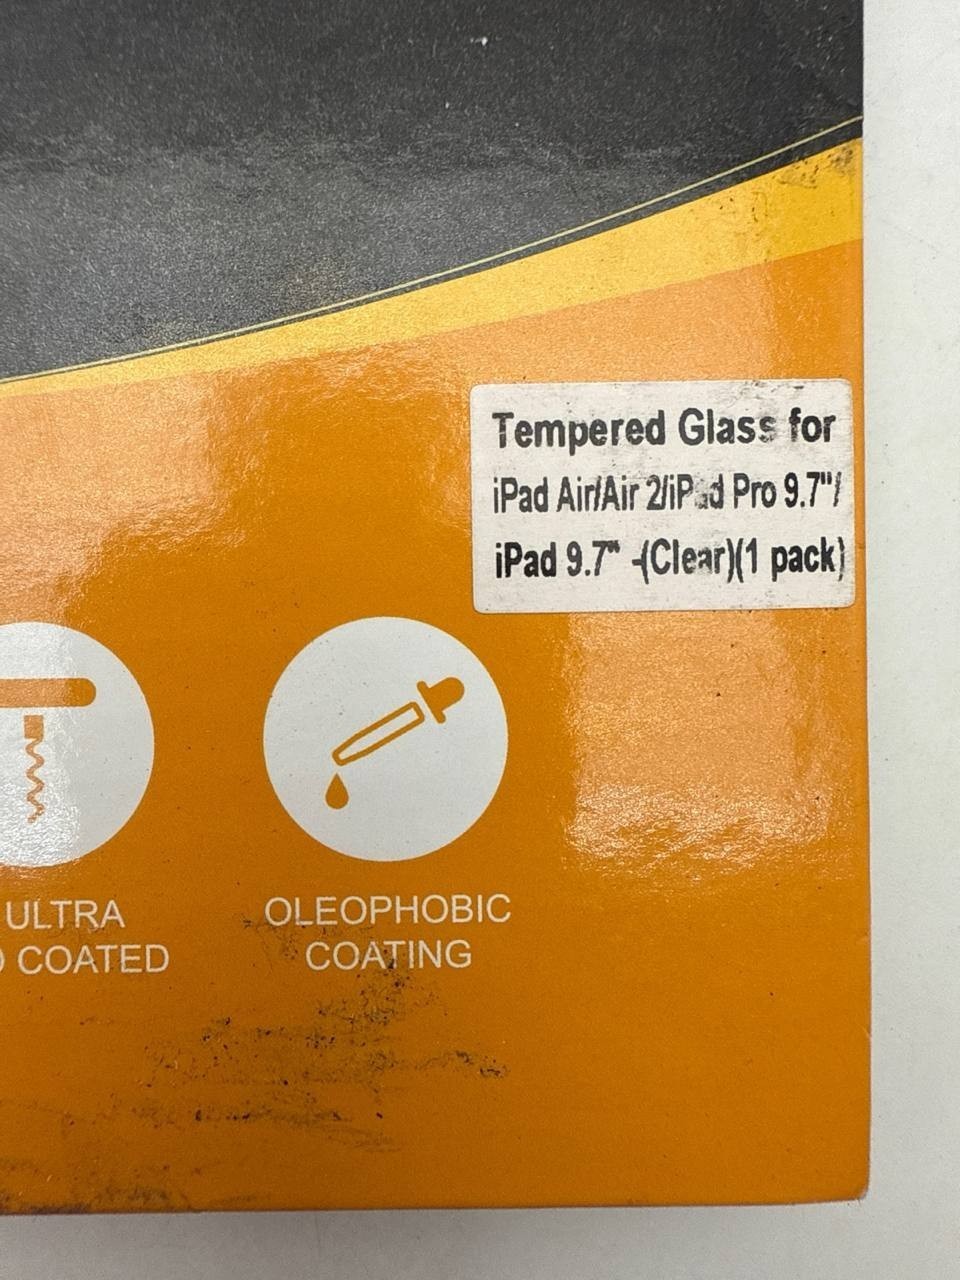 Tempered Glass for
iPad Air/Air 2/iPad Pro 9.7"/
iPad 9.7" -(Clear)(1 pack)
ULTRA
COATED
OLEOPHOBIC
COATING